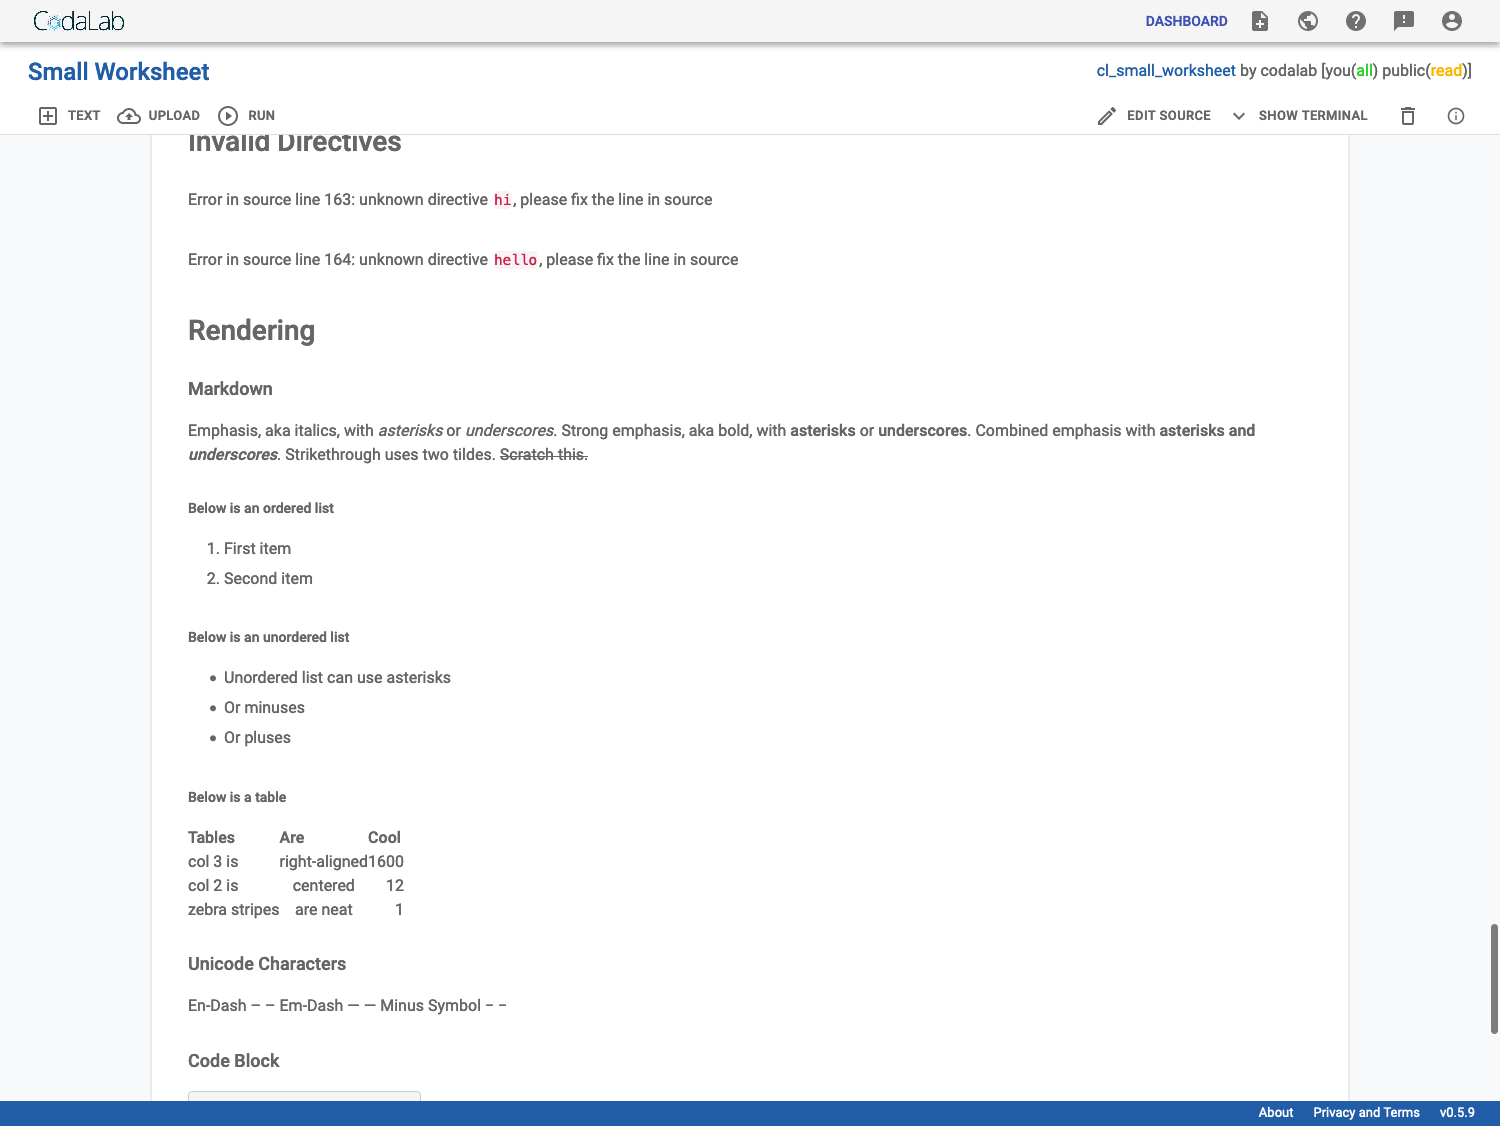 CodaLab
DASHBOARD
Small Worksheet
cl_small_worksheet by codalab [you(all) public(read)]
TEXT UPLOAD RUN
EDIT SOURCE SHOW TERMINAL
Invalid Directives
Error in source line 163: unknown directive hi, please fix the line in source
Error in source line 164: unknown directive hello, please fix the line in source
Rendering
Markdown
Emphasis, aka italics, with asterisks or underscores. Strong emphasis, aka bold, with asterisks or underscores. Combined emphasis with asterisks and
underscores. Strikethrough uses two tildes. Scratch this.
Below is an ordered list
1. First item
2. Second item
Below is an unordered list
• Unordered list can use asterisks
• Or minuses
• Or pluses
Below is a table
Tables Are Cool
col 3 is right-aligned 1600
col 2 is centered 12
zebra stripes are neat 1
Unicode Characters
En-Dash – – Em-Dash — — Minus Symbol − −
Code Block
About Privacy and Terms v0.5.9